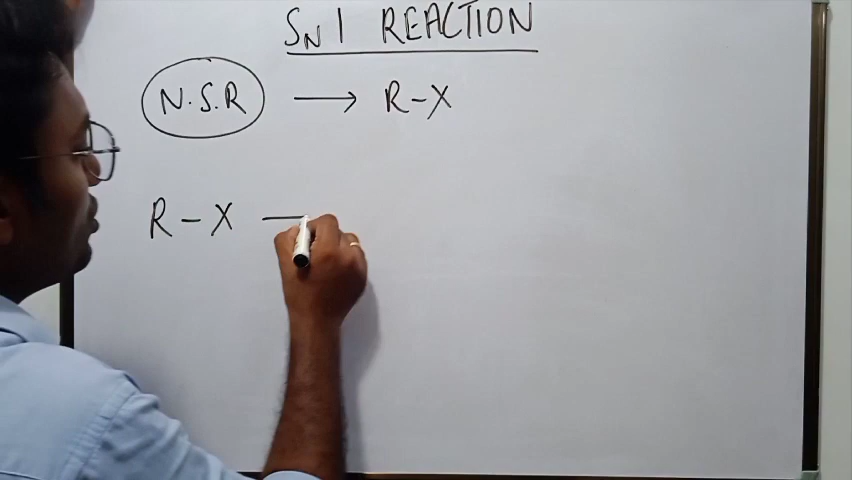 SN1 REACTION
N.S.R → R-X
R-X —